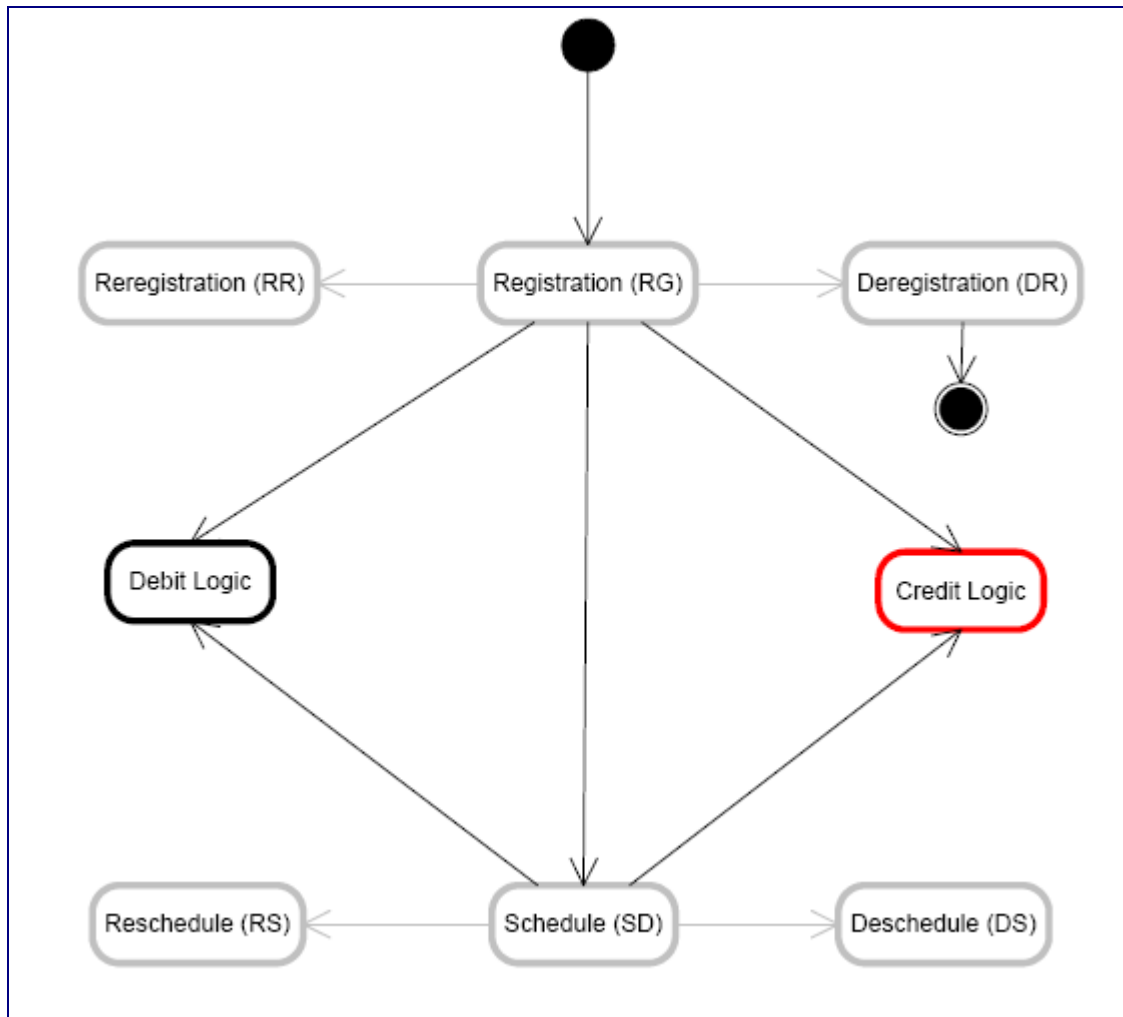 Reregistration (RR)
Registration (RG)
Deregistration (DR)
Debit Logic
Credit Logic
Reschedule (RS)
Schedule (SD)
Deschedule (DS)